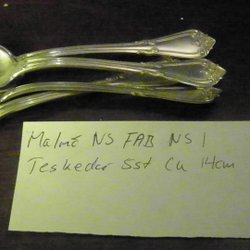 Malmö NS FAB NS 1
Teskedar 5st Ca 14cm